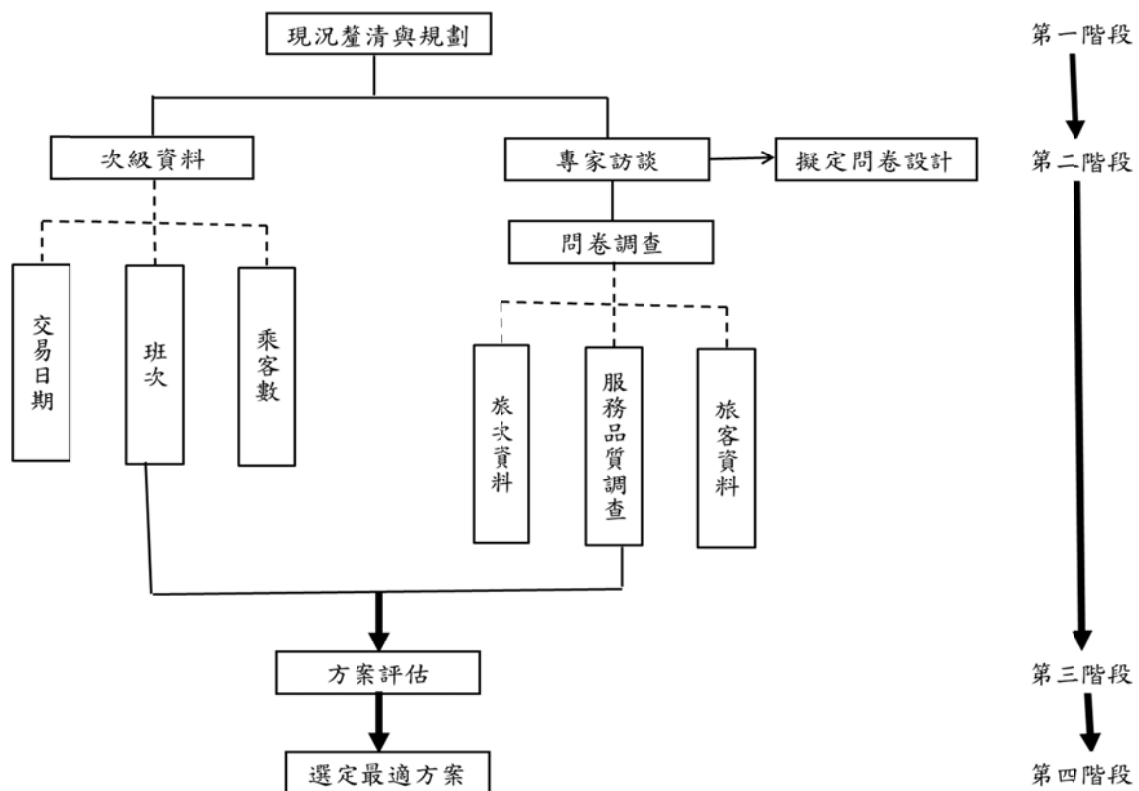 現況釐清與規劃
第一階段
次級資料
專家訪談
擬定問卷設計
第二階段
問卷調查
交易日期
班次
乘客數
旅次資料
服務品質調查
旅客資料
方案評估
第三階段
選定最適方案
第四階段